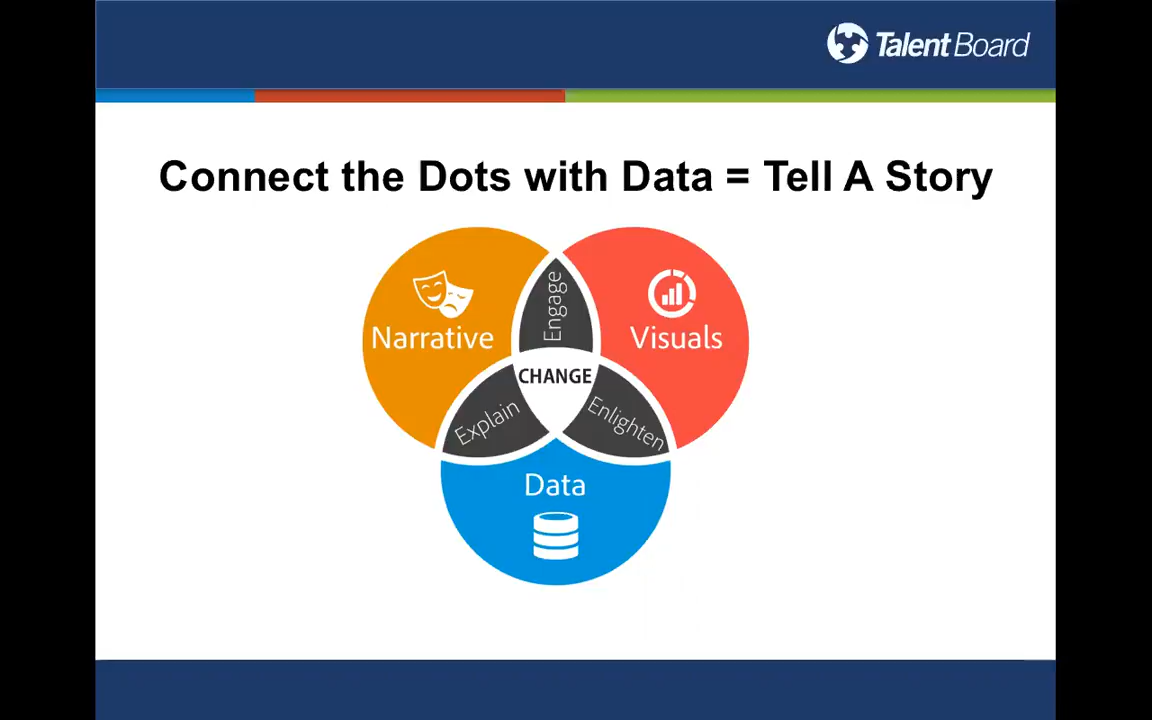 Talent Board
Connect the Dots with Data = Tell A Story
Narrative
Engage
Visuals
CHANGE
Explain
Enlighten
Data